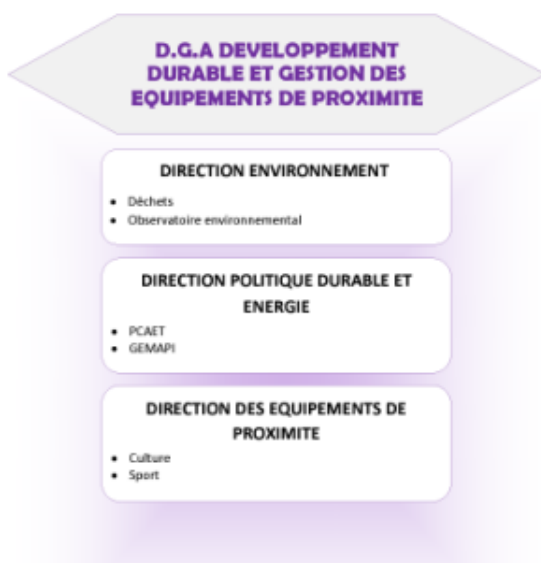 D.G.A DEVELOPPEMENT
DURABLE ET GESTION DES
EQUIPEMENTS DE PROXIMITE
DIRECTION ENVIRONNEMENT
• Déchets
• Observatoire environnemental
DIRECTION POLITIQUE DURABLE ET
ENERGIE
• PCAET
• GEMAPI
DIRECTION DES EQUIPEMENTS DE
PROXIMITE
• Culture
• Sport